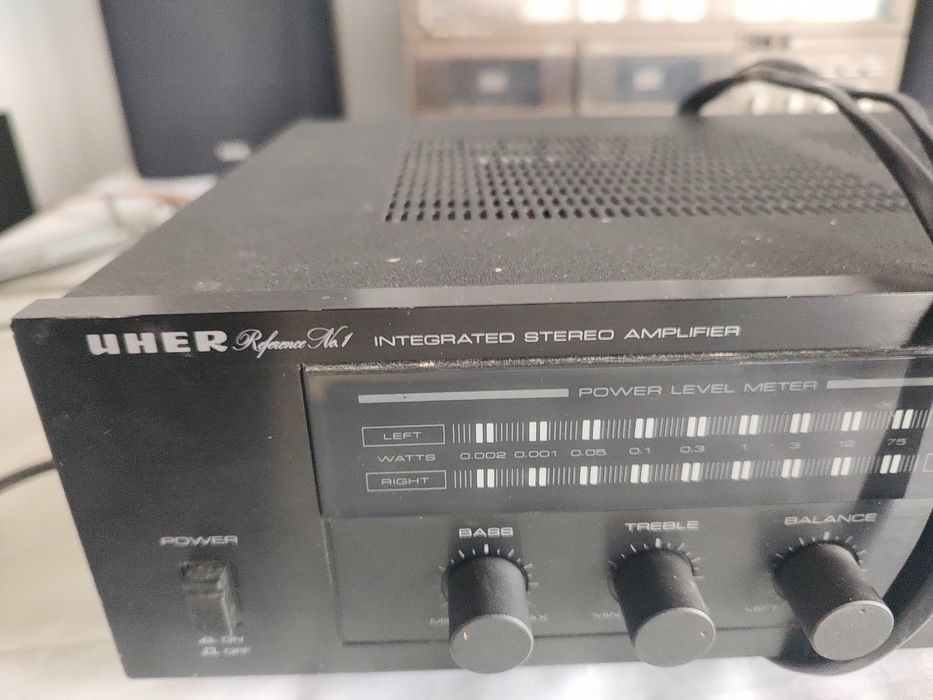 UHER Reference No.1 INTEGRATED STEREO AMPLIFIER
POWER LEVEL METER
LEFT
WATTS 0.002 0.001 0.05 0.1 0.3 1 3 12 75
RIGHT
POWER
ON
OFF
BASS
TREBLE
BALANCE
LEFT